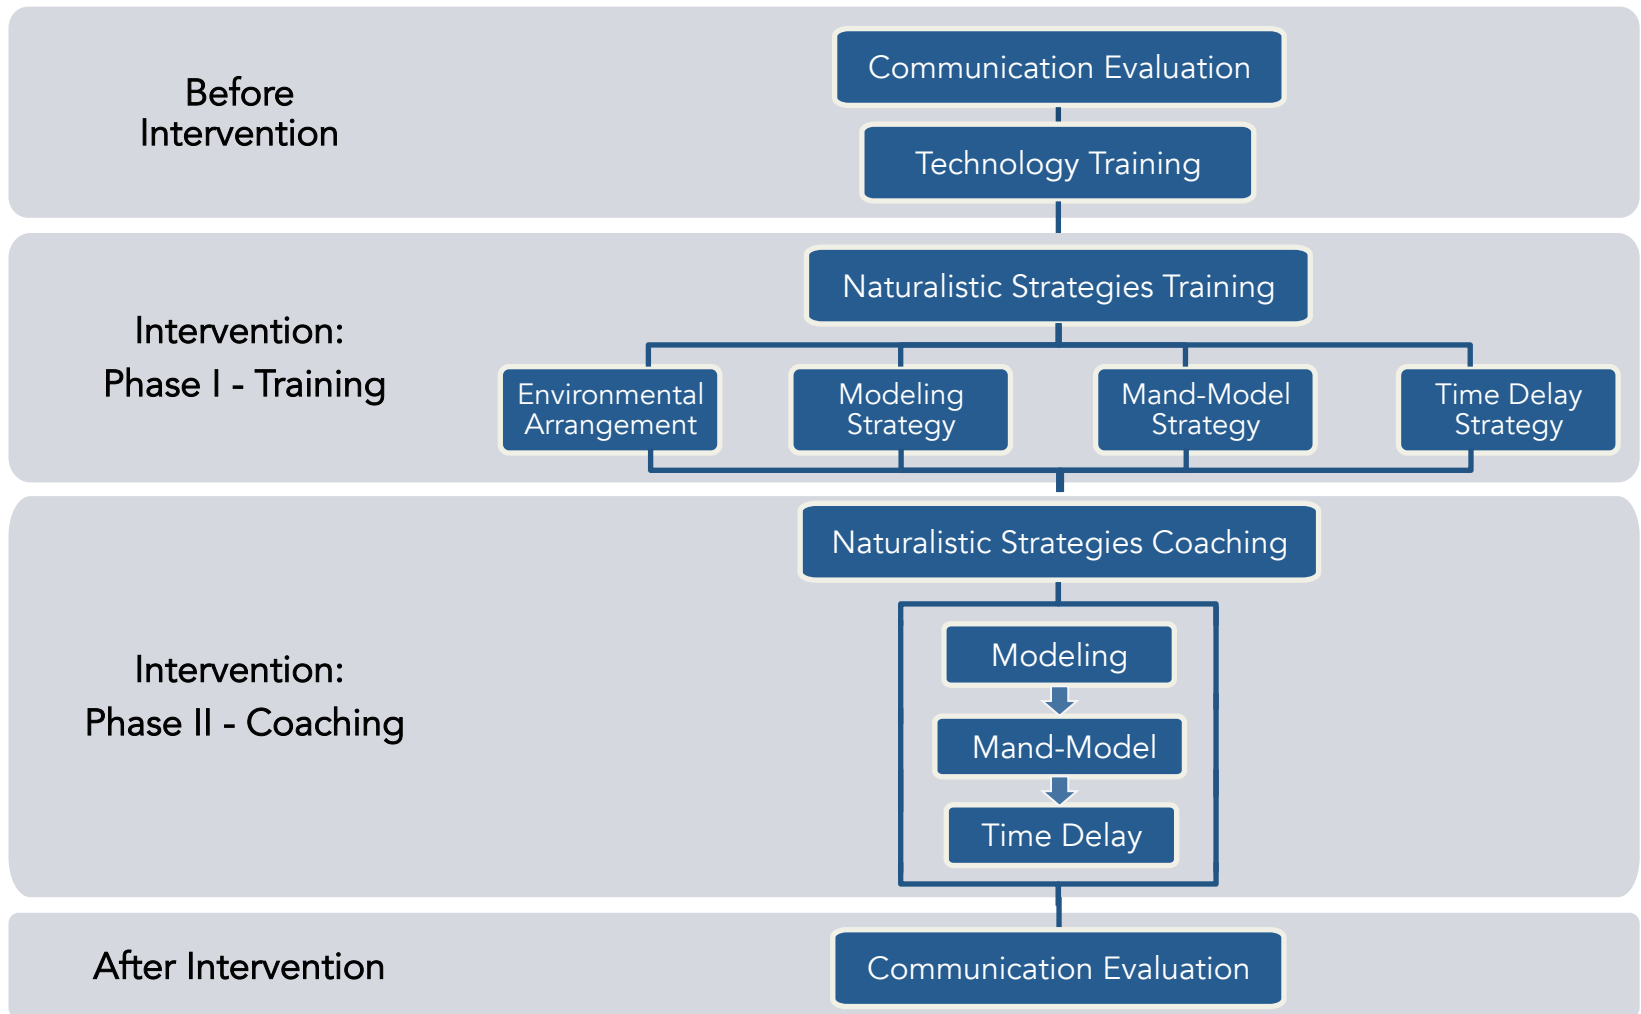 Before
Intervention
Communication Evaluation
Technology Training
Intervention:
Phase I - Training
Naturalistic Strategies Training
Environmental
Arrangement
Modeling
Strategy
Mand-Model
Strategy
Time Delay
Strategy
Intervention:
Phase II - Coaching
Naturalistic Strategies Coaching
Modeling
Mand-Model
Time Delay
After Intervention
Communication Evaluation